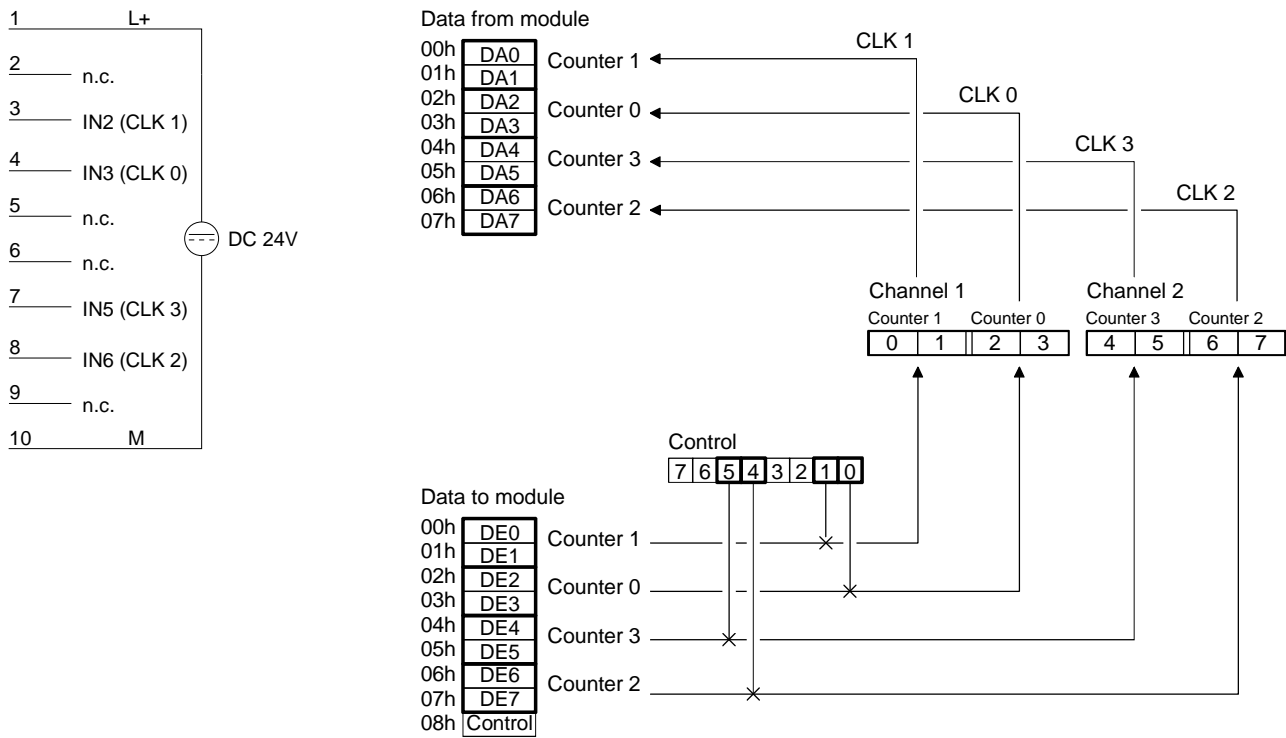 1 L+
2 n.c.
3 IN2 (CLK 1)
4 IN3 (CLK 0)
5 n.c.
6 n.c.
7 IN5 (CLK 3)
8 IN6 (CLK 2)
9 n.c.
10 M
DC 24V
Data from module
00h DA0 Counter 1
01h DA1
02h DA2 Counter 0
03h DA3
04h DA4 Counter 3
05h DA5
06h DA6 Counter 2
07h DA7
CLK 1
CLK 0
CLK 3
CLK 2
Channel 1 Channel 2
Counter 1 Counter 0 Counter 3 Counter 2
0 1 2 3 4 5 6 7
Control
7 6 5 4 3 2 1 0
Data to module
00h DE0 Counter 1
01h DE1
02h DE2 Counter 0
03h DE3
04h DE4 Counter 3
05h DE5
06h DE6 Counter 2
07h DE7
08h Control